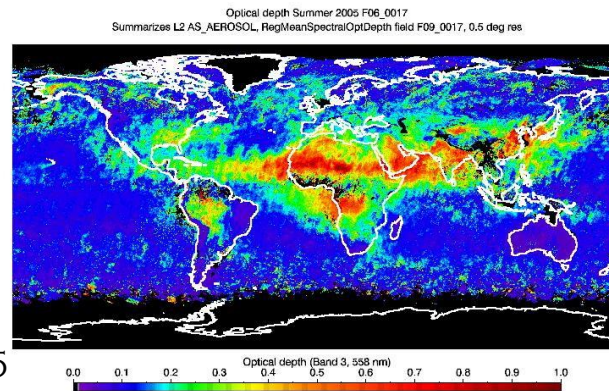 Optical depth Summer 2005 F06_0017
Summarizes L2 AS_AEROSOL, RegMeanSpectralOptDepth field F09_0017, 0.5 deg res
5
Optical depth (Band 3, 558 nm)
0.0 0.1 0.2 0.3 0.4 0.5 0.6 0.7 0.8 0.9 1.0